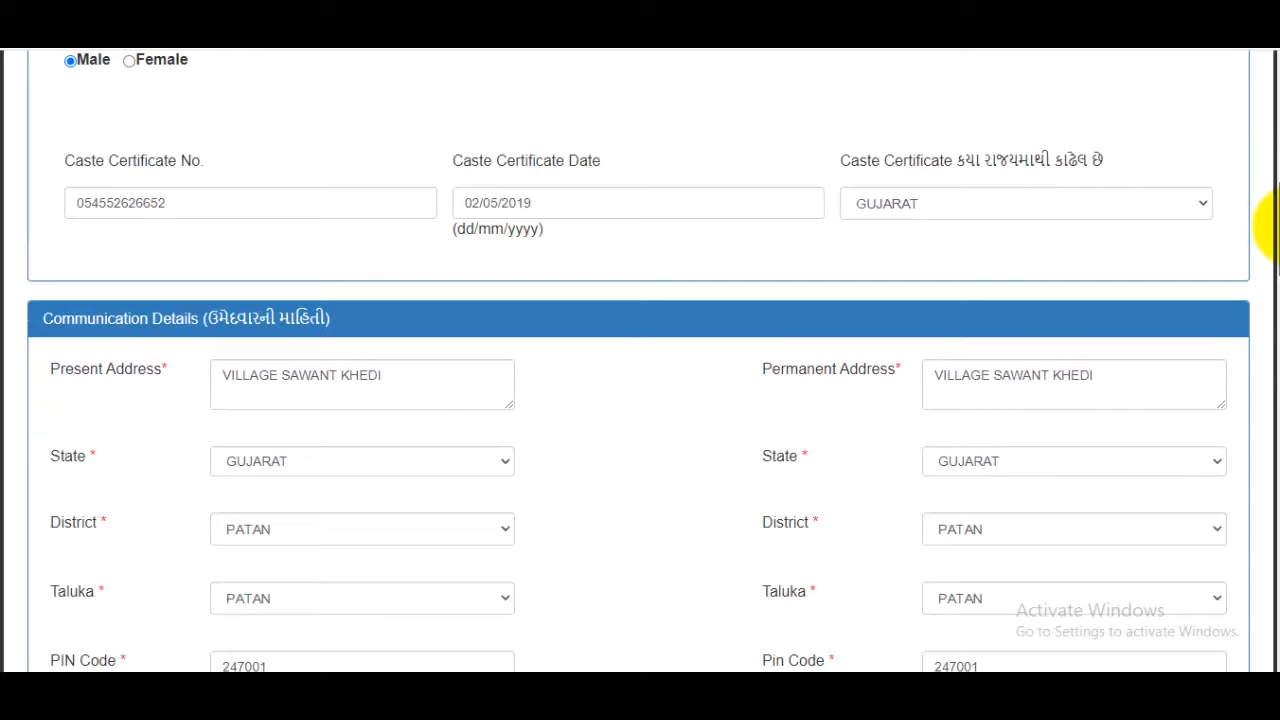 Male Female
Caste Certificate No. Caste Certificate Date Caste Certificate કયા રાજયમાથી કાઢેલ છે
054552626652 02/05/2019 GUJARAT
(dd/mm/yyyy)
Communication Details (ઉમેદવારની માહિતી)
Present Address* VILLAGE SAWANT KHEDI Permanent Address* VILLAGE SAWANT KHEDI
State * GUJARAT State * GUJARAT
District * PATAN District * PATAN
Taluka * PATAN Taluka * PATAN
Activate Windows
Go to Settings to activate Windows.
PIN Code * 247001 Pin Code * 247001